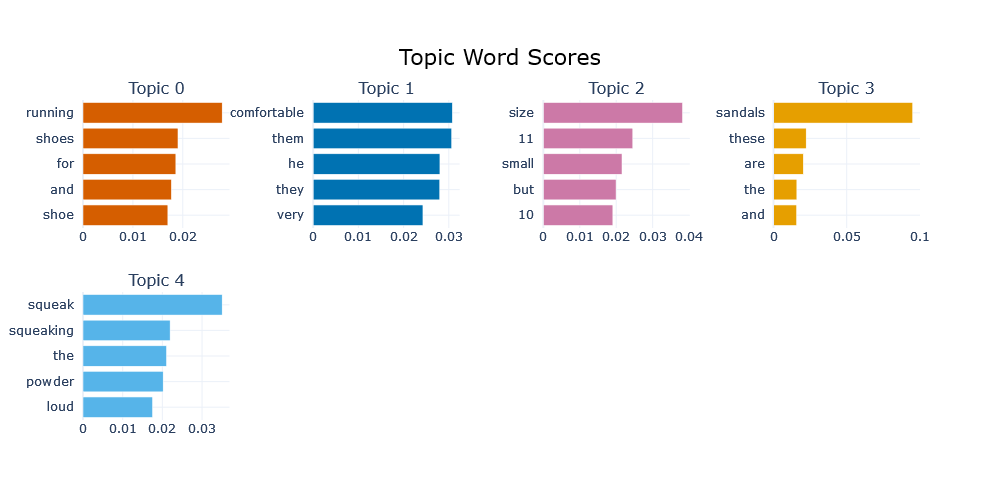 Topic Word Scores
Topic 0
running
shoes
for
and
shoe
0 0.01 0.02
Topic 1
comfortable
them
he
they
very
0 0.01 0.02 0.03
Topic 2
size
11
small
but
10
0 0.01 0.02 0.03 0.04
Topic 3
sandals
these
are
the
and
0 0.05 0.1
Topic 4
squeak
squeaking
the
powder
loud
0 0.01 0.02 0.03